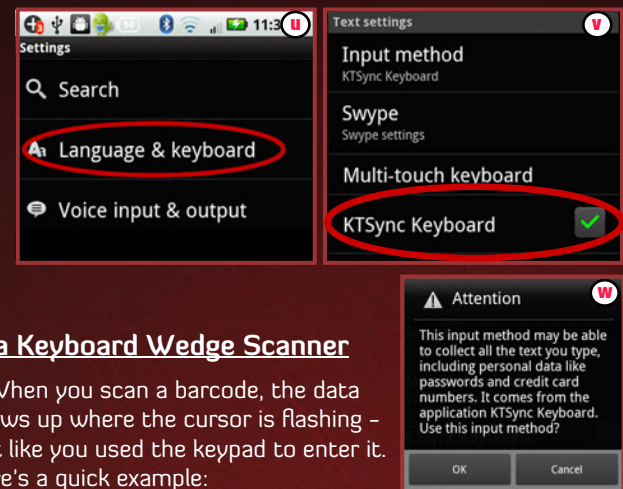 11:3
u
Settings
Search
Language & keyboard
Voice input & output
Text settings
v
Input method
KTSync Keyboard
Swype
Swype settings
Multi-touch keyboard
KTSync Keyboard
a Keyboard Wedge Scanner
When you scan a barcode, the data
ws up where the cursor is flashing -
t like you used the keypad to enter it.
re's a quick example:
Attention
w
This input method may be able
to collect all the text you type,
including personal data like
passwords and credit card
numbers. It comes from the
application KTSync Keyboard.
Use this input method?
OK
Cancel